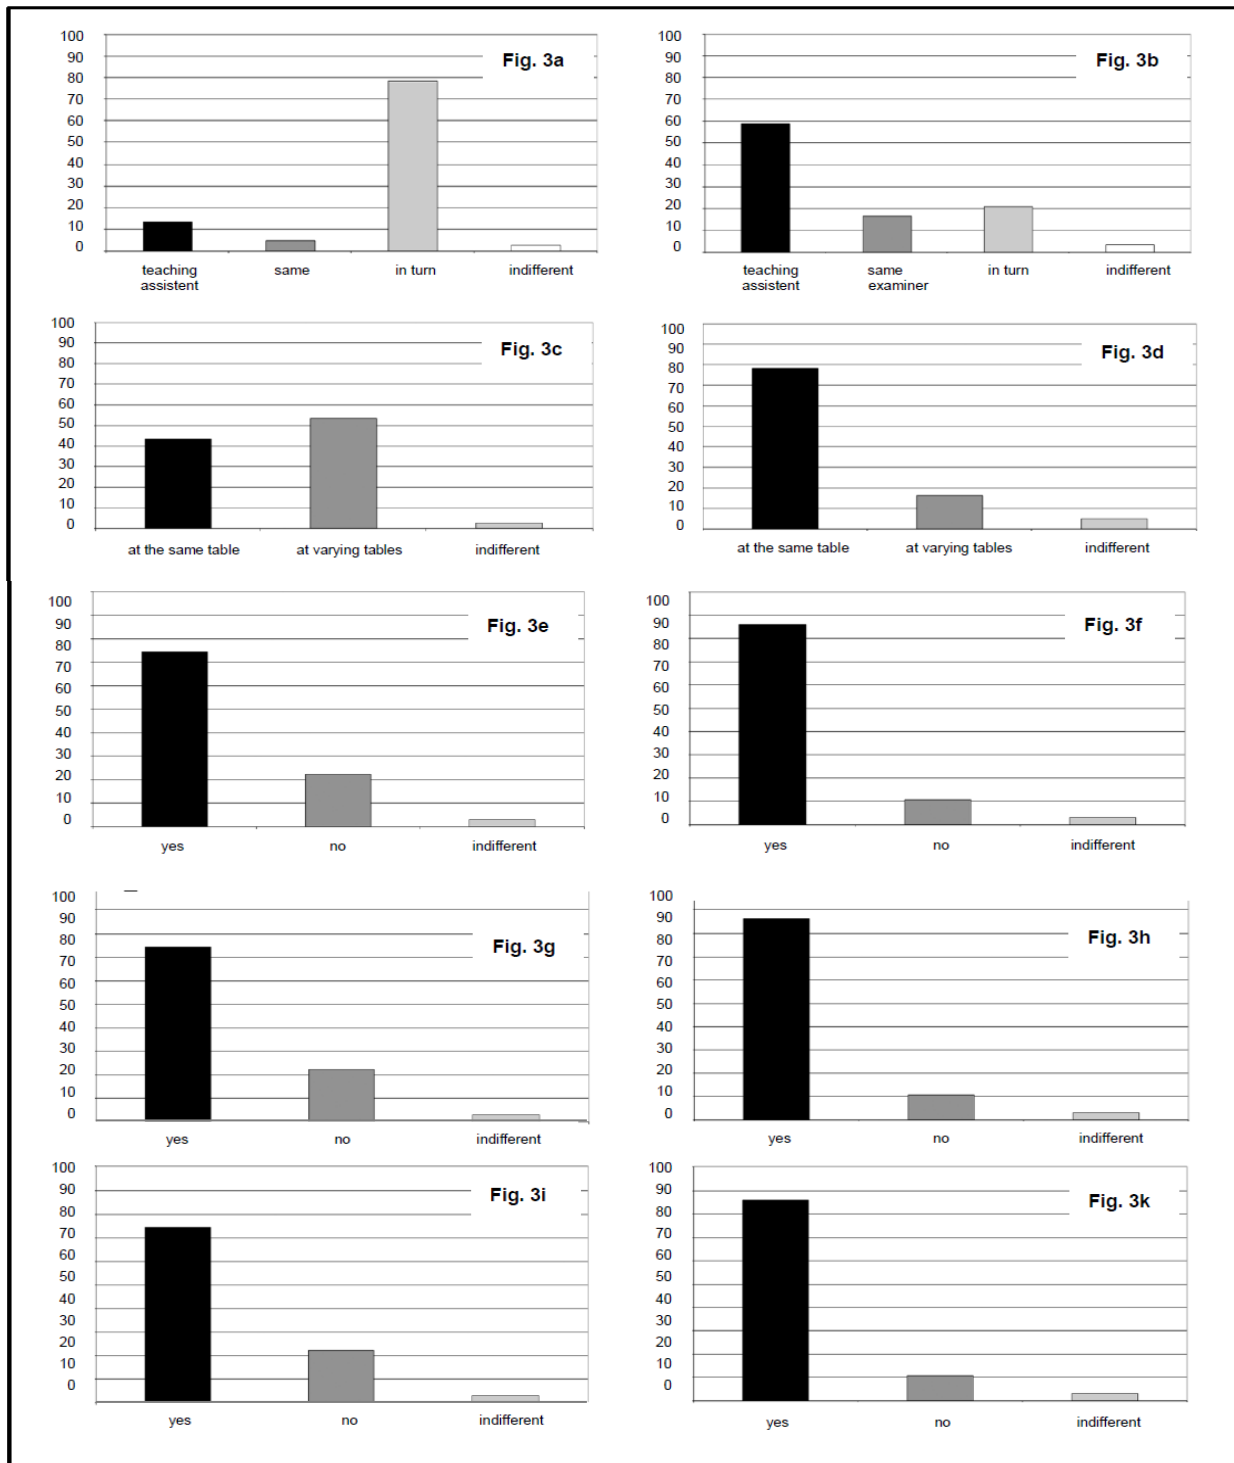 100
90
80
70
60
50
40
30
20
10
0
Fig. 3a
teaching assistent
same
in turn
indifferent
100
90
80
70
60
50
40
30
20
10
0
Fig. 3b
teaching assistent
same examiner
in turn
indifferent
100
90
80
70
60
50
40
30
20
10
0
Fig. 3c
at the same table
at varying tables
indifferent
100
90
80
70
60
50
40
30
20
10
0
Fig. 3d
at the same table
at varying tables
indifferent
100
90
80
70
60
50
40
30
20
10
0
Fig. 3e
yes
no
indifferent
100
90
80
70
60
50
40
30
20
10
0
Fig. 3f
yes
no
indifferent
100
90
80
70
60
50
40
30
20
10
0
Fig. 3g
yes
no
indifferent
100
90
80
70
60
50
40
30
20
10
0
Fig. 3h
yes
no
indifferent
100
90
80
70
60
50
40
30
20
10
0
Fig. 3i
yes
no
indifferent
100
90
80
70
60
50
40
30
20
10
0
Fig. 3k
yes
no
indifferent